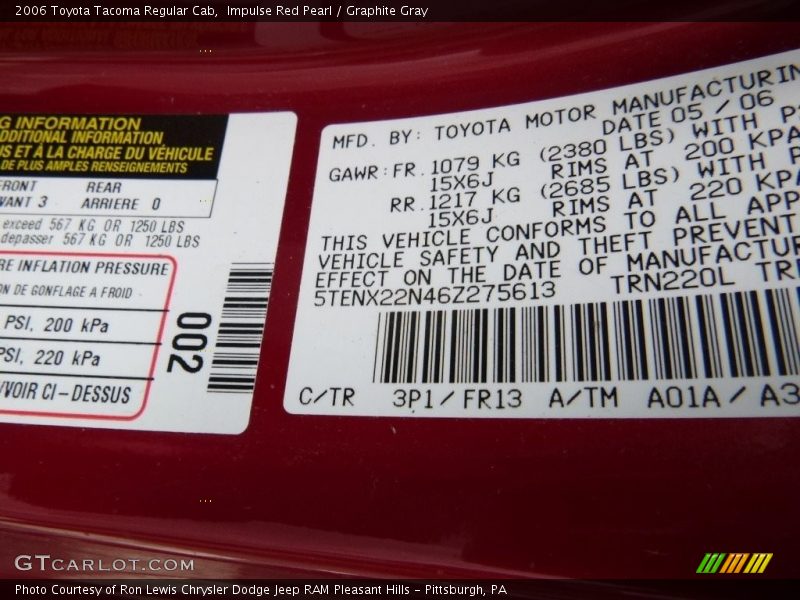 2006 Toyota Tacoma Regular Cab,  Impulse Red Pearl / Graphite Gray
G INFORMATION
DDITIONAL INFORMATION
US ET À LA CHARGE DU VÉHICULE
DE PLUS AMPLES RENSEIGNEMENTS
FRONT REAR
VANT 3 ARRIERE 0
exceed 567 KG OR 1250 LBS
depasser 567 KG OR 1250 LBS
RE INFLATION PRESSURE
ON DE GONFLAGE A FROID
PSI, 200 kPa
PSI, 220 kPa
/VOIR CI-DESSUS
002
MFD. BY: TOYOTA MOTOR MANUFACTURIN
DATE 05 / 06
GAWR: FR. 1079 KG (2380 LBS) WITH P
15X6J RIMS AT 200 KPA
RR. 1217 KG (2685 LBS) WITH P
15X6J RIMS AT 220 KPA
THIS VEHICLE CONFORMS TO ALL APP
VEHICLE SAFETY AND THEFT PREVENT
EFFECT ON THE DATE OF MANUFACTUR
5TENX22N46Z275613 TRN220L TR
C/TR 3P1/FR13 A/TM A01A / A3
GTCARLOT.COM
Photo Courtesy of Ron Lewis Chrysler Dodge Jeep RAM Pleasant Hills - Pittsburgh, PA